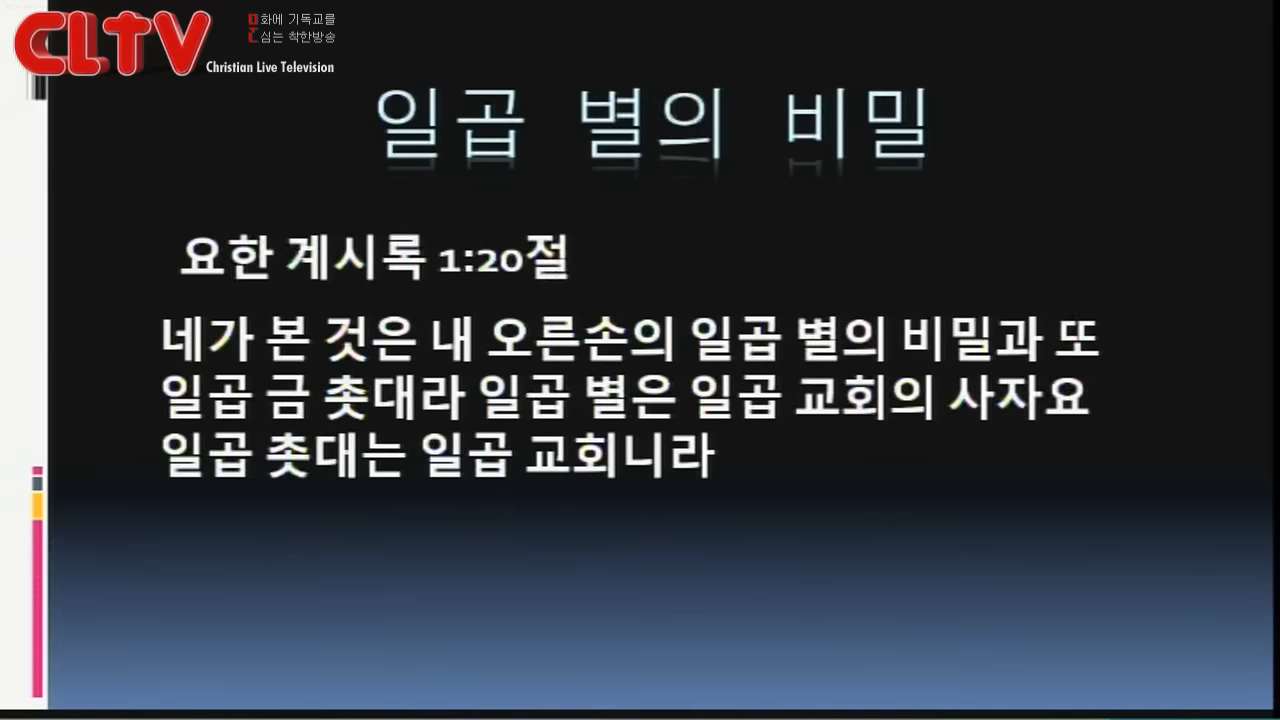 CLTV
화에 기독교를
심는 착한방송
Christian Live Television
일곱 별의 비밀
요한 계시록 1:20절
네가 본 것은 내 오른손의 일곱 별의 비밀과 또
일곱 금 촛대라 일곱 별은 일곱 교회의 사자요
일곱 촛대는 일곱 교회니라